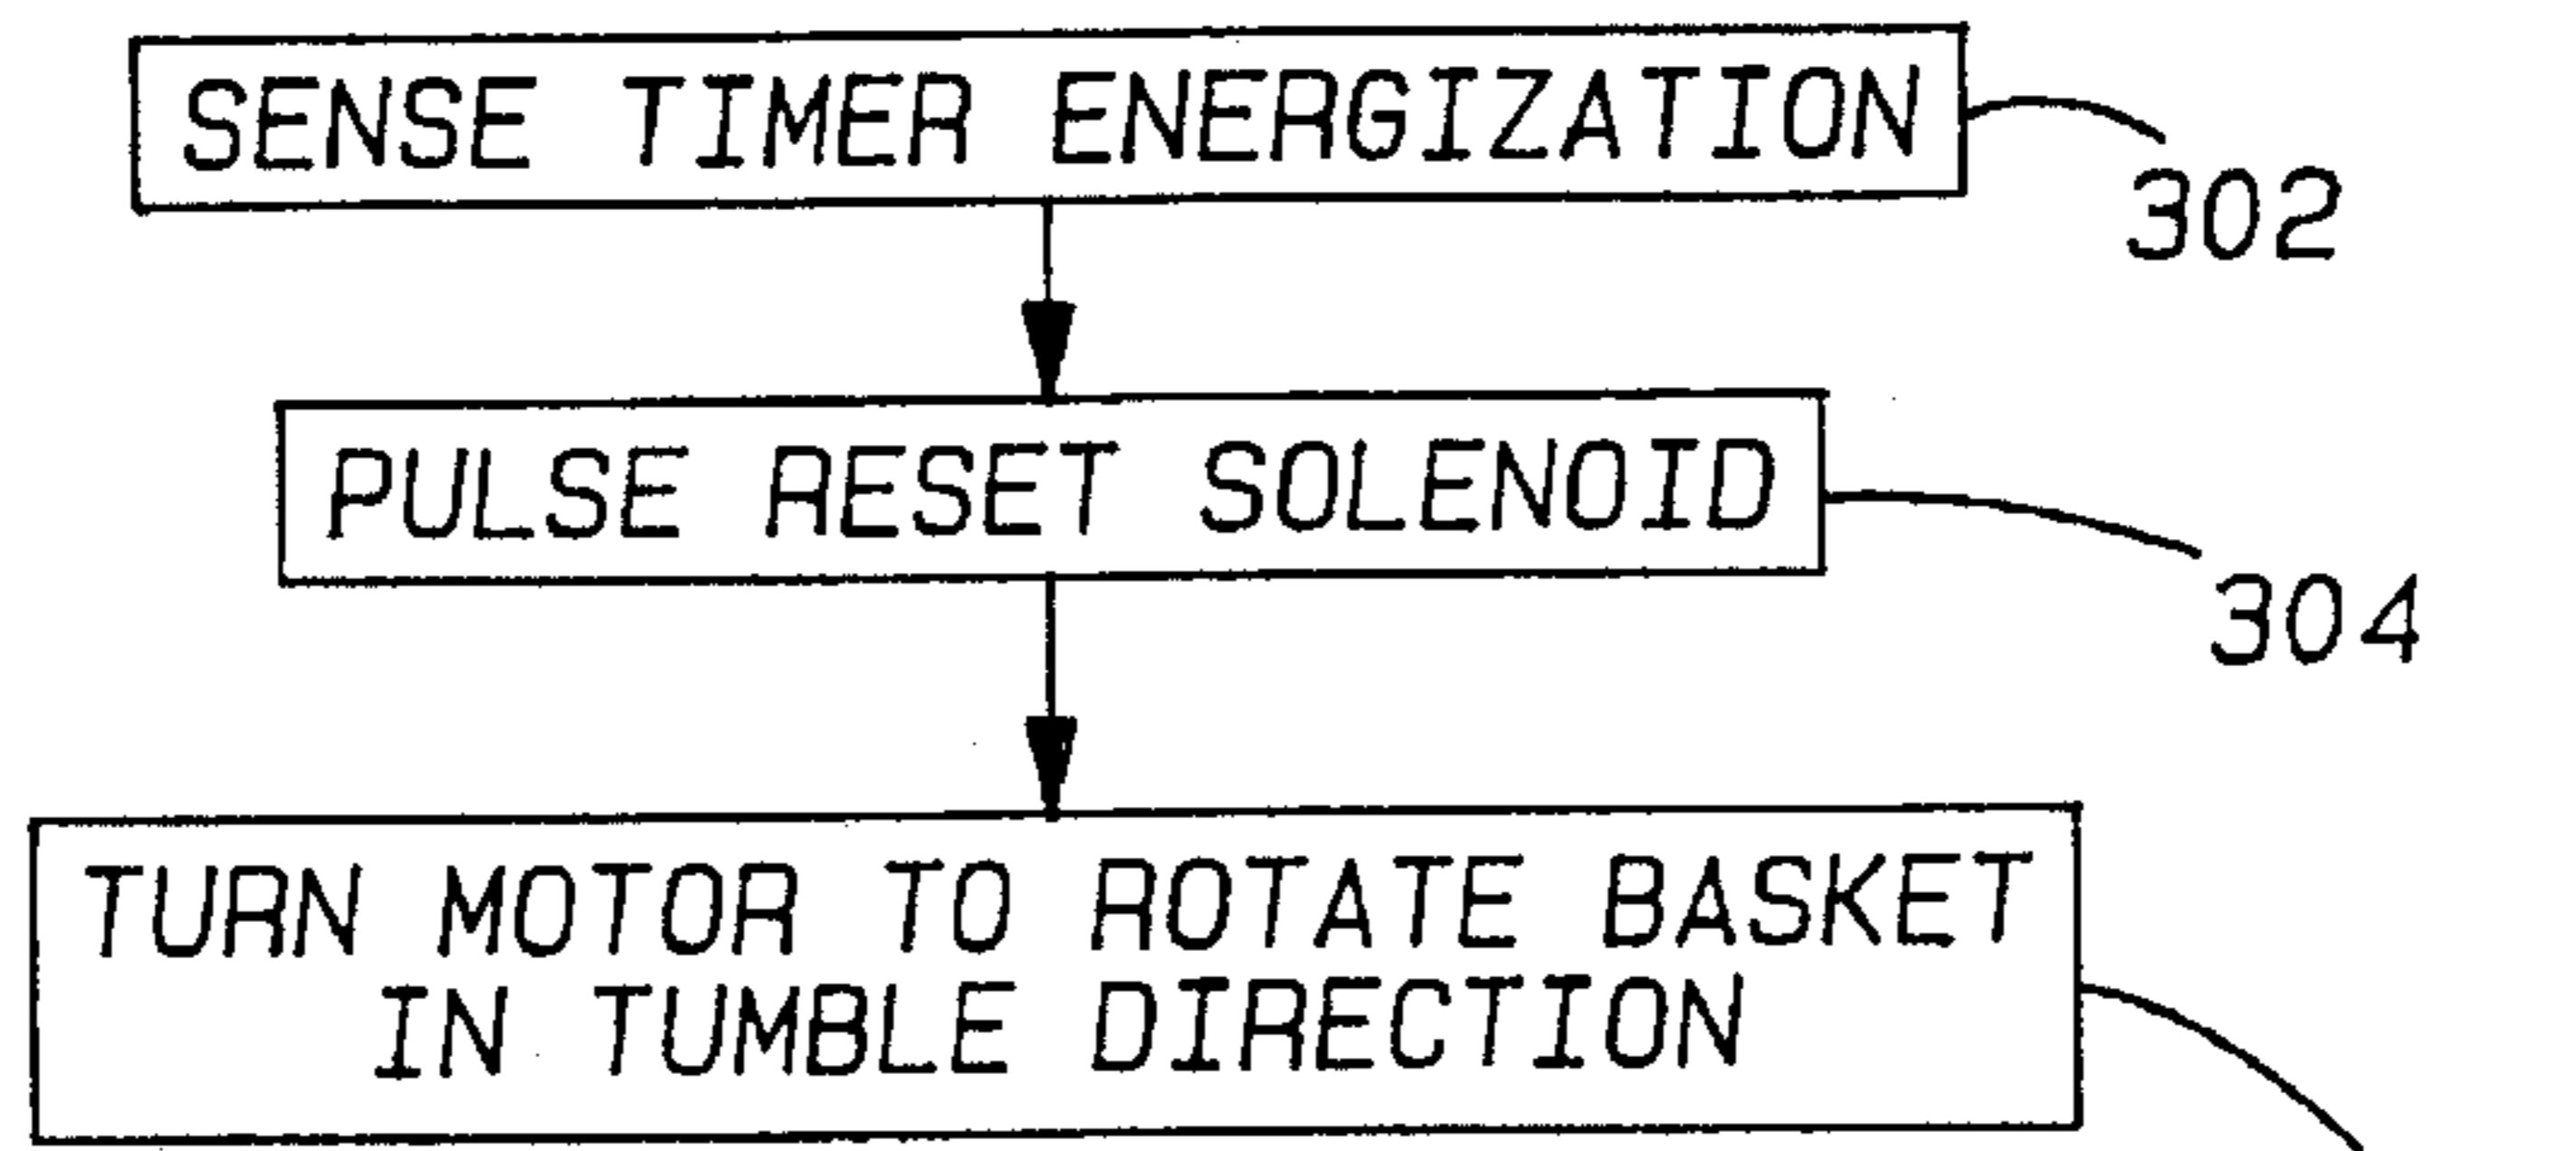 SENSE TIMER ENERGIZATION
302
PULSE RESET SOLENOID
304
TURN MOTOR TO ROTATE BASKET
IN TUMBLE DIRECTION